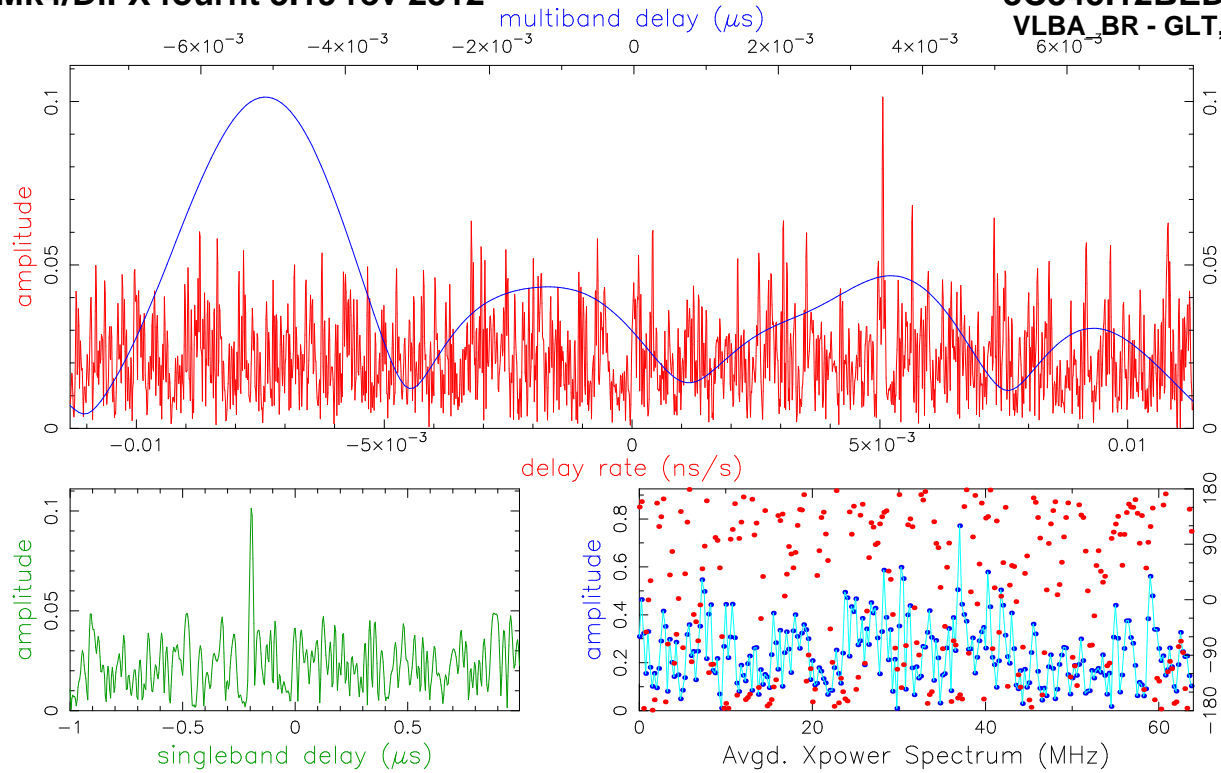 multiband delay (μs)
VLBA_BR - GLT,
−6×10⁻³ −4×10⁻³ −2×10⁻³ 0 2×10⁻³ 4×10⁻³ 6×10⁻³
amplitude
0.1 0.1
0.05 0.05
0 0
−0.01 −5×10⁻³ 0 5×10⁻³ 0.01
delay rate (ns/s)
amplitude
0.1
0.05
0
−1 −0.5 0 0.5
singleband delay (μs)
amplitude
0.8
0.6
0.4
0.2
0
180
90
0
−90
−180
0 20 40 60
Avgd. Xpower Spectrum (MHz)